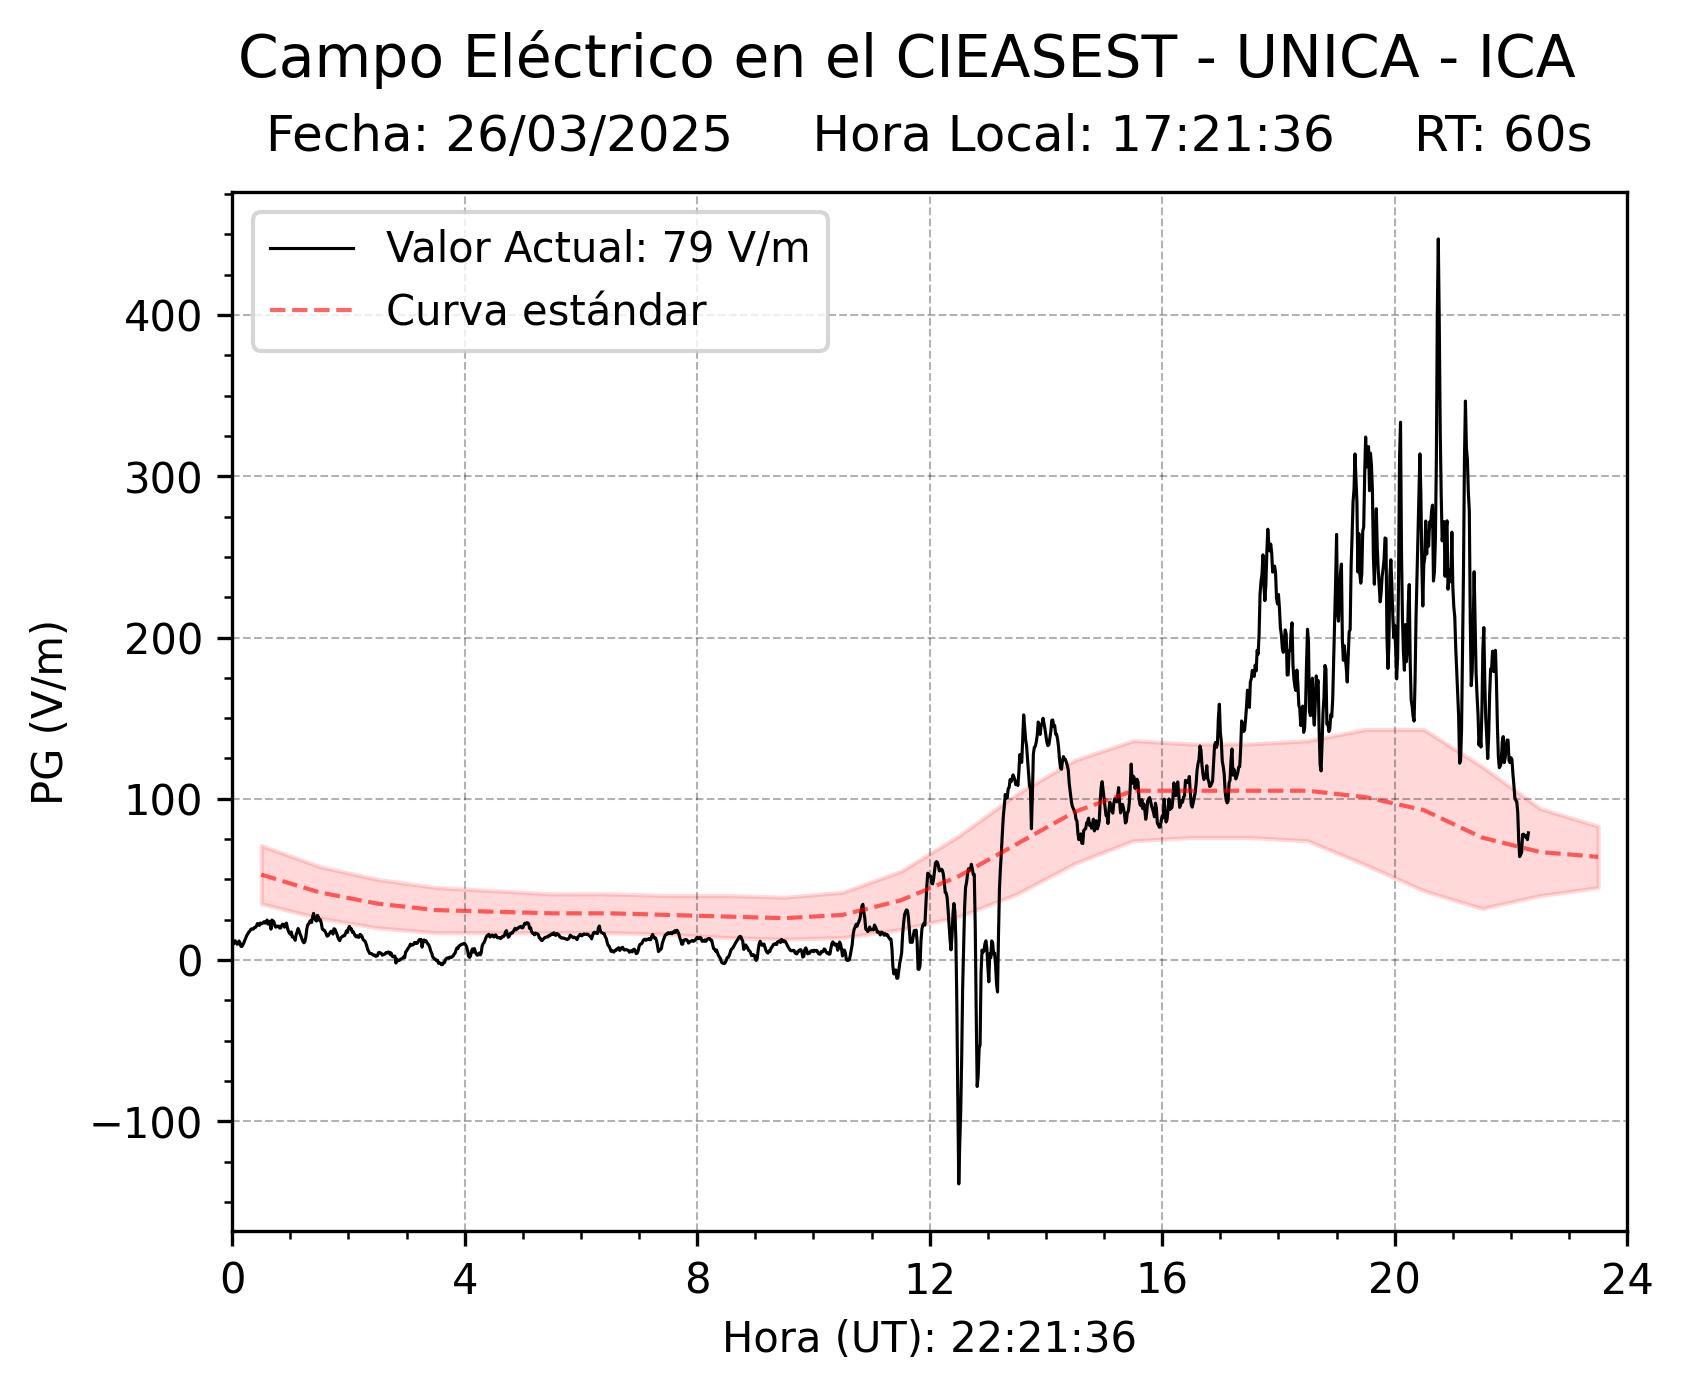 Campo Eléctrico en el CIEASEST - UNICA - ICA
Fecha: 26/03/2025 Hora Local: 17:21:36 RT: 60s
Valor Actual: 79 V/m
Curva estándar
PG (V/m)
400
300
200
100
0
−100
0 4 8 12 16 20 24
Hora (UT): 22:21:36